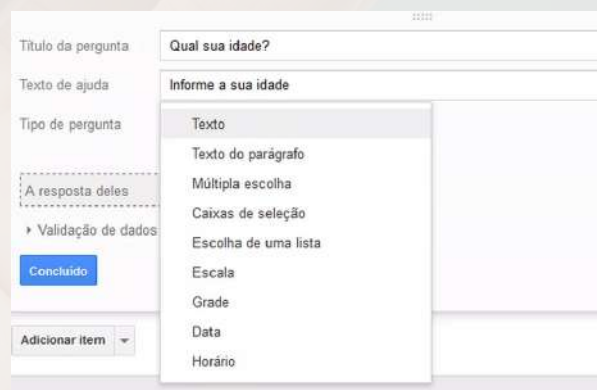 Título da pergunta Qual sua idade?
Texto de ajuda Informe a sua idade
Tipo de pergunta Texto
Texto do parágrafo
Múltipla escolha
A resposta deles
Caixas de seleção
Validação de dados
Escolha de uma lista
Concluído Escala
Grade
Data
Adicionar item
Horário